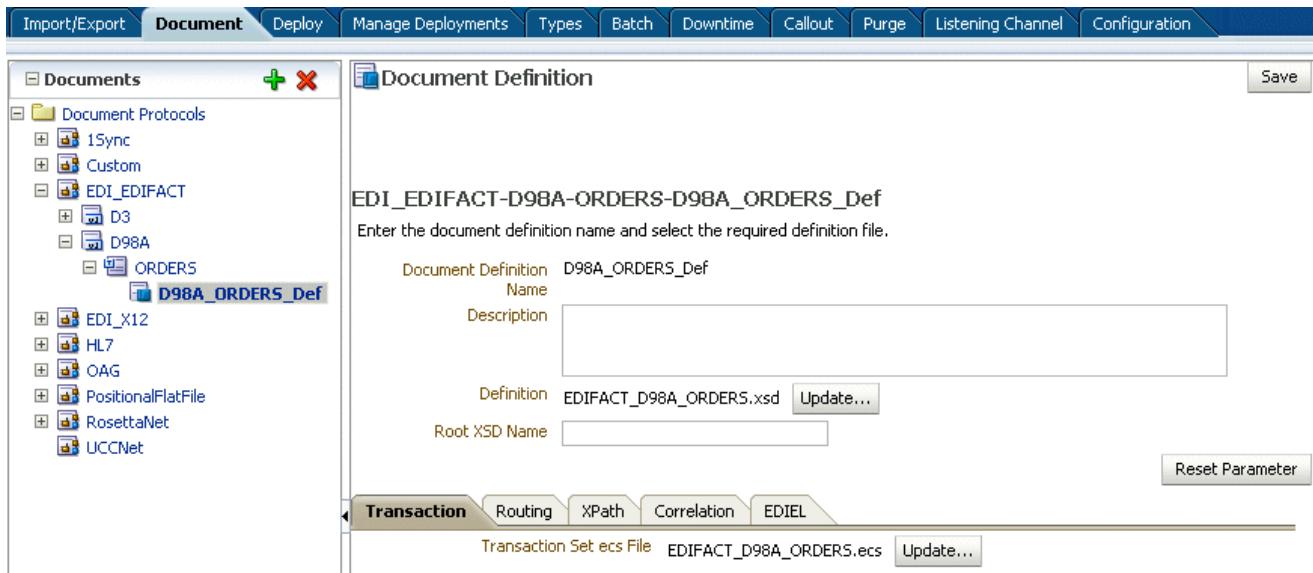 Import/Export Document Deploy Manage Deployments Types Batch Downtime Callout Purge Listening Channel Configuration
Documents
Document Protocols
1Sync
Custom
EDI_EDIFACT
D3
D98A
ORDERS
D98A_ORDERS_Def
EDI_X12
HL7
OAG
PositionalFlatFile
RosettaNet
UCCNet
Document Definition
Save
EDI_EDIFACT-D98A-ORDERS-D98A_ORDERS_Def
Enter the document definition name and select the required definition file.
Document Definition D98A_ORDERS_Def
Name
Description
Definition EDIFACT_D98A_ORDERS.xsd Update...
Root XSD Name
Reset Parameter
Transaction Routing XPath Correlation EDIEL
Transaction Set ecs File EDIFACT_D98A_ORDERS.ecs Update...